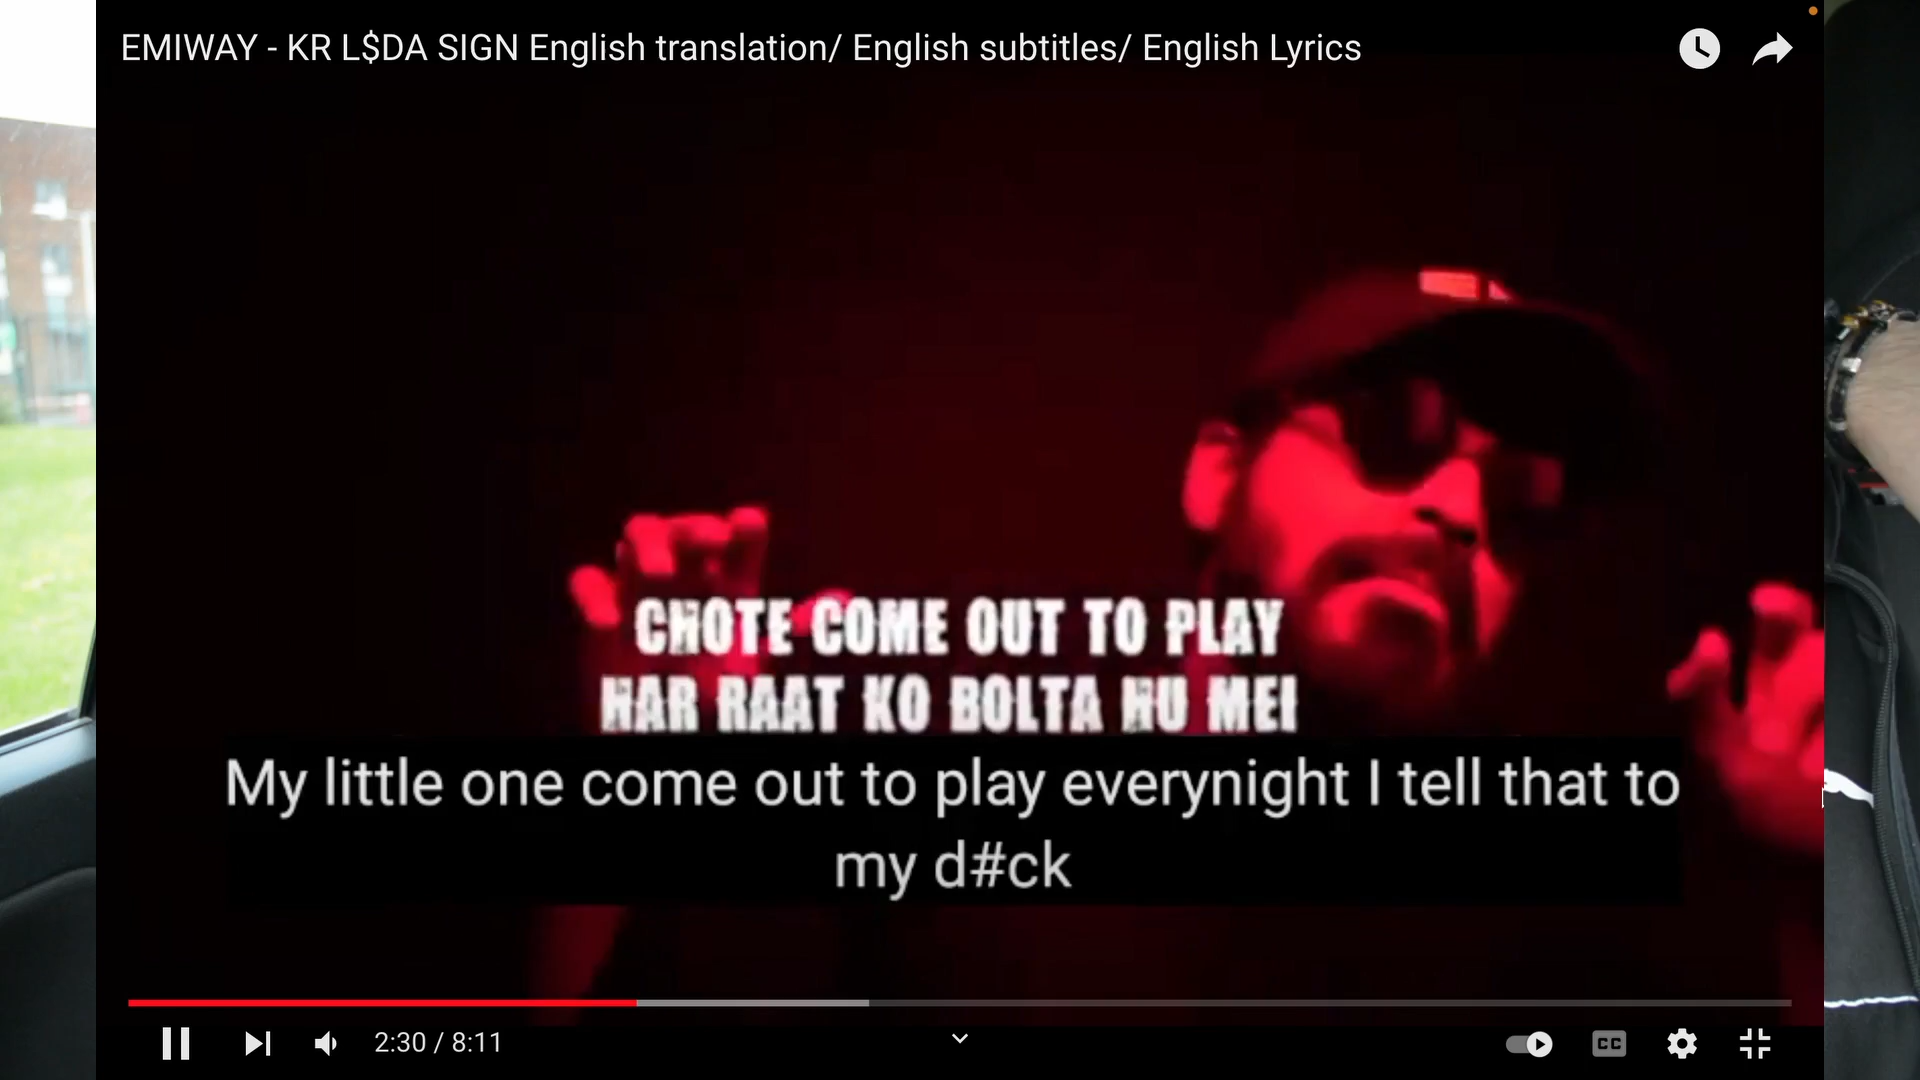 EMIWAY - KR L$DA SIGN English translation/ English subtitles/ English Lyrics
CHOTE COME OUT TO PLAY
HAR RAAT KO BOLTA HU MEI
My little one come out to play everynight I tell that to
my d#ck
2:30 / 8:11
CC